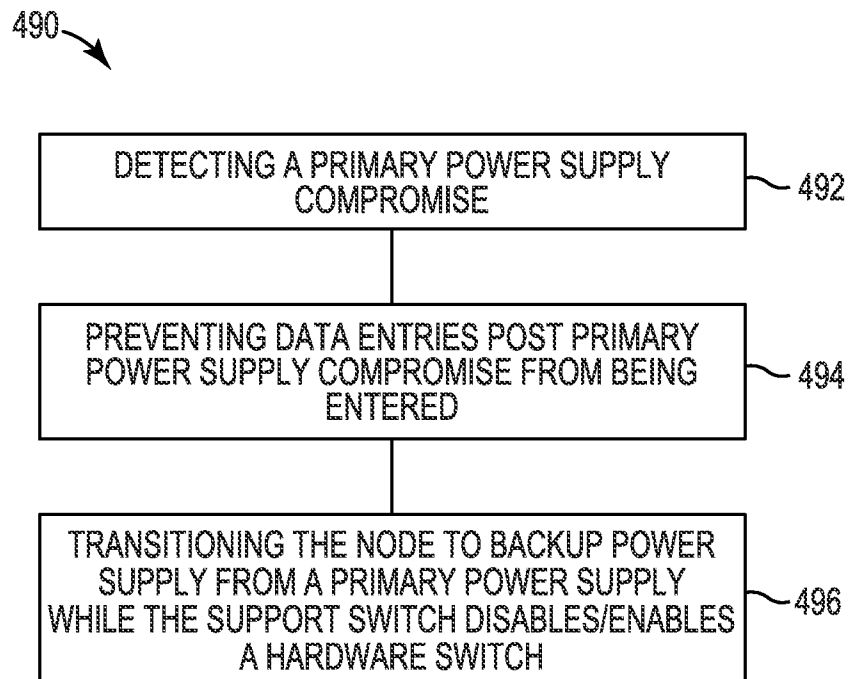 490
DETECTING A PRIMARY POWER SUPPLY
COMPROMISE
492
PREVENTING DATA ENTRIES POST PRIMARY
POWER SUPPLY COMPROMISE FROM BEING
ENTERED
494
TRANSITIONING THE NODE TO BACKUP POWER
SUPPLY FROM A PRIMARY POWER SUPPLY
WHILE THE SUPPORT SWITCH DISABLES/ENABLES
A HARDWARE SWITCH
496